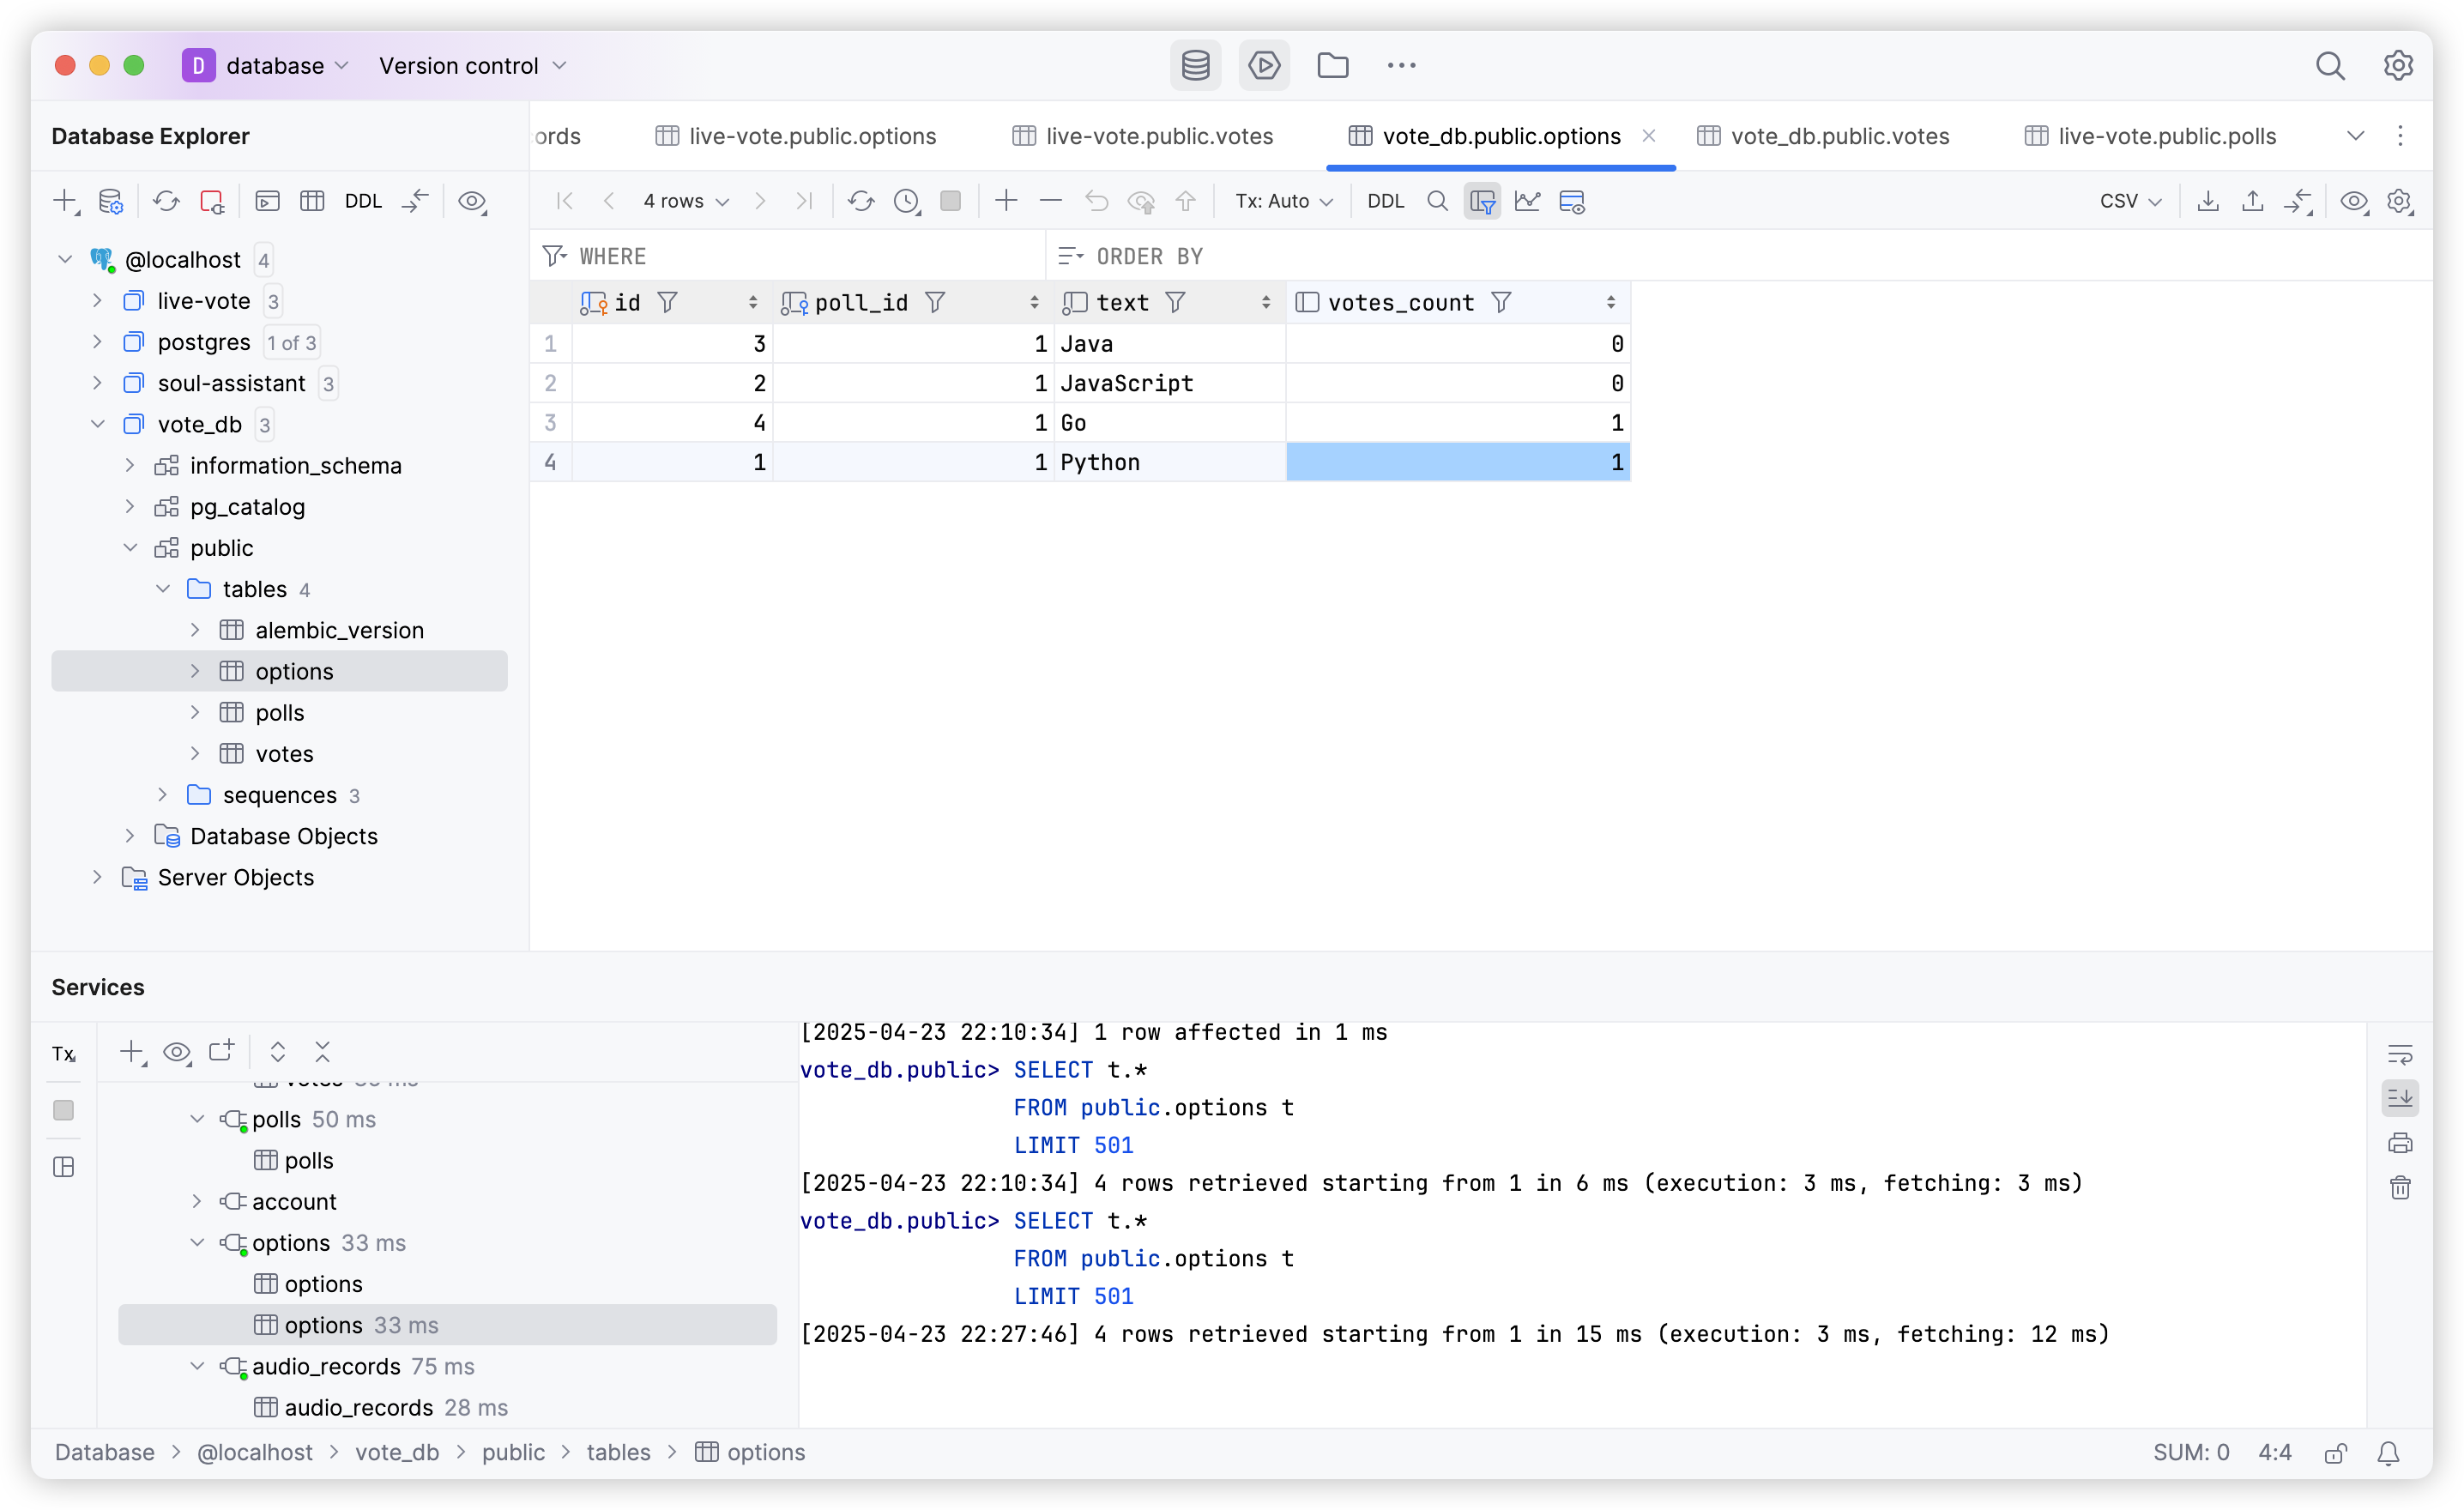 D database Version control
Database Explorer
ords live-vote.public.options live-vote.public.votes vote_db.public.options vote_db.public.votes live-vote.public.polls
DDL 4 rows Tx: Auto DDL CSV
WHERE ORDER BY
id poll_id text votes_count
1 3 1 Java 0
2 2 1 JavaScript 0
3 4 1 Go 1
4 1 1 Python 1
@localhost 4
live-vote 3
postgres 1 of 3
soul-assistant 3
vote_db 3
information_schema
pg_catalog
public
tables 4
alembic_version
options
polls
votes
sequences 3
Database Objects
Server Objects
Services
Tx
polls 50 ms
polls
account
options 33 ms
options
options 33 ms
audio_records 75 ms
audio_records 28 ms
[2025-04-23 22:10:34] 1 row affected in 1 ms
vote_db.public> SELECT t.*
FROM public.options t
LIMIT 501
[2025-04-23 22:10:34] 4 rows retrieved starting from 1 in 6 ms (execution: 3 ms, fetching: 3 ms)
vote_db.public> SELECT t.*
FROM public.options t
LIMIT 501
[2025-04-23 22:27:46] 4 rows retrieved starting from 1 in 15 ms (execution: 3 ms, fetching: 12 ms)
Database > @localhost > vote_db > public > tables > options
SUM: 0 4:4